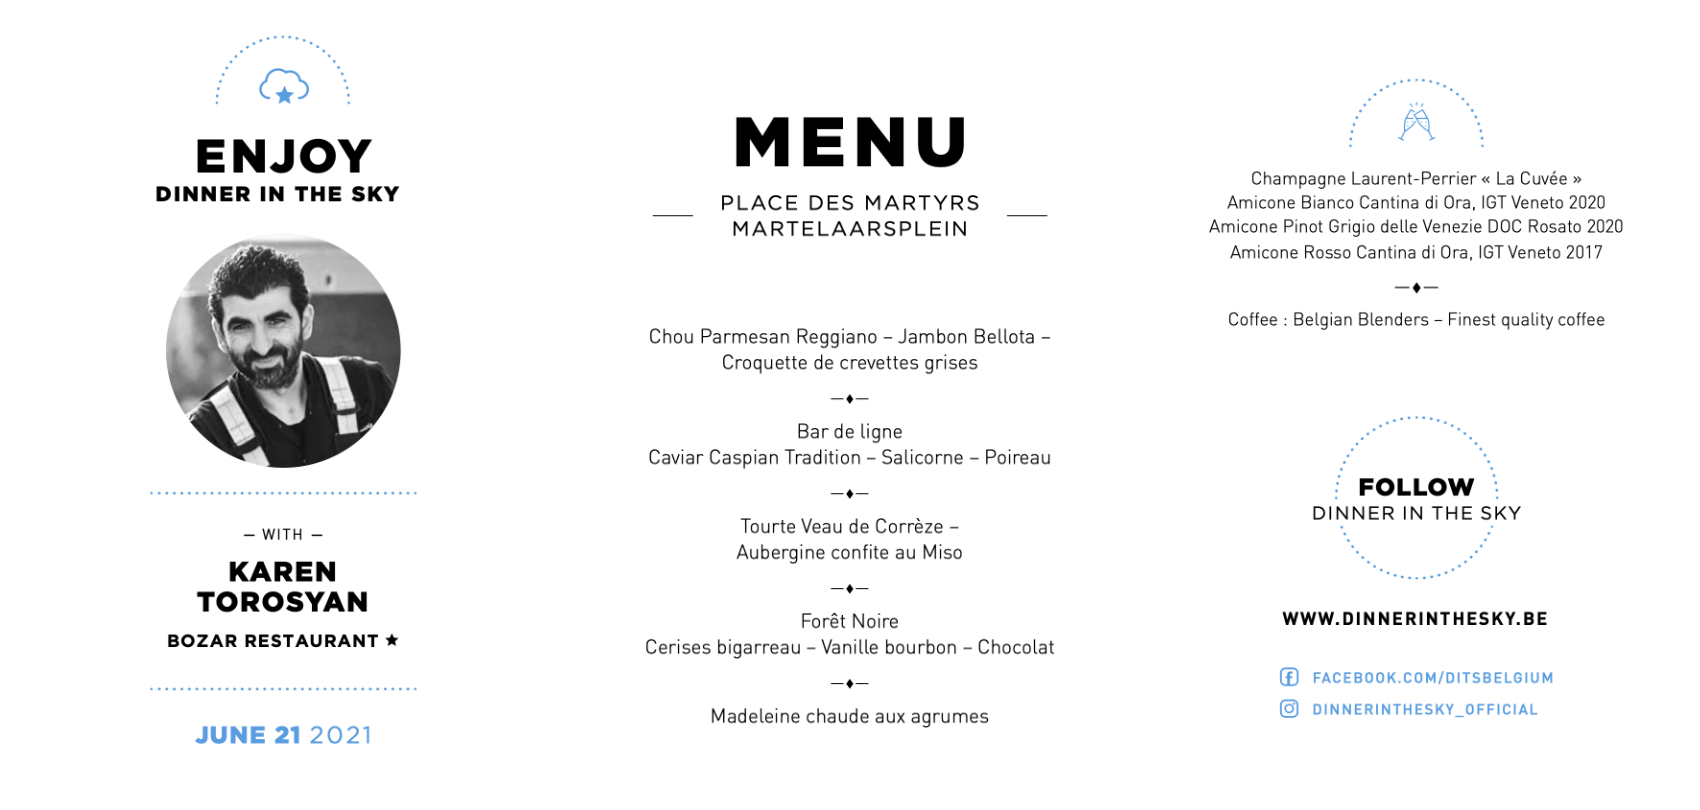 ENJOY
DINNER IN THE SKY
– WITH –
KAREN
TOROSYAN
BOZAR RESTAURANT ★
JUNE 21 2021
MENU
PLACE DES MARTYRS
MARTELAARSPLEIN
Chou Parmesan Reggiano – Jambon Bellota –
Croquette de crevettes grises
Bar de ligne
Caviar Caspian Tradition – Salicorne – Poireau
Tourte Veau de Corrèze –
Aubergine confite au Miso
Forêt Noire
Cerises bigarreau – Vanille bourbon – Chocolat
Madeleine chaude aux agrumes
Champagne Laurent-Perrier « La Cuvée »
Amicone Bianco Cantina di Ora, IGT Veneto 2020
Amicone Pinot Grigio delle Venezie DOC Rosato 2020
Amicone Rosso Cantina di Ora, IGT Veneto 2017
Coffee : Belgian Blenders – Finest quality coffee
FOLLOW
DINNER IN THE SKY
WWW.DINNERINTHESKY.BE
FACEBOOK.COM/DITSBELGIUM
DINNERINTHESKY_OFFICIAL